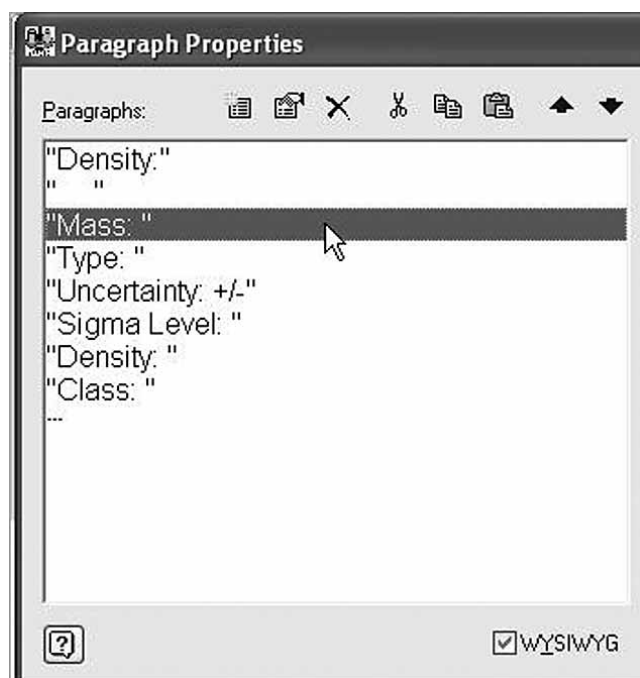 Paragraph Properties
Paragraphs:
"Density:"
"     "
"Mass: "
"Type: "
"Uncertainty: +/-"
"Sigma Level: "
"Density: "
"Class: "
---
WYSIWYG